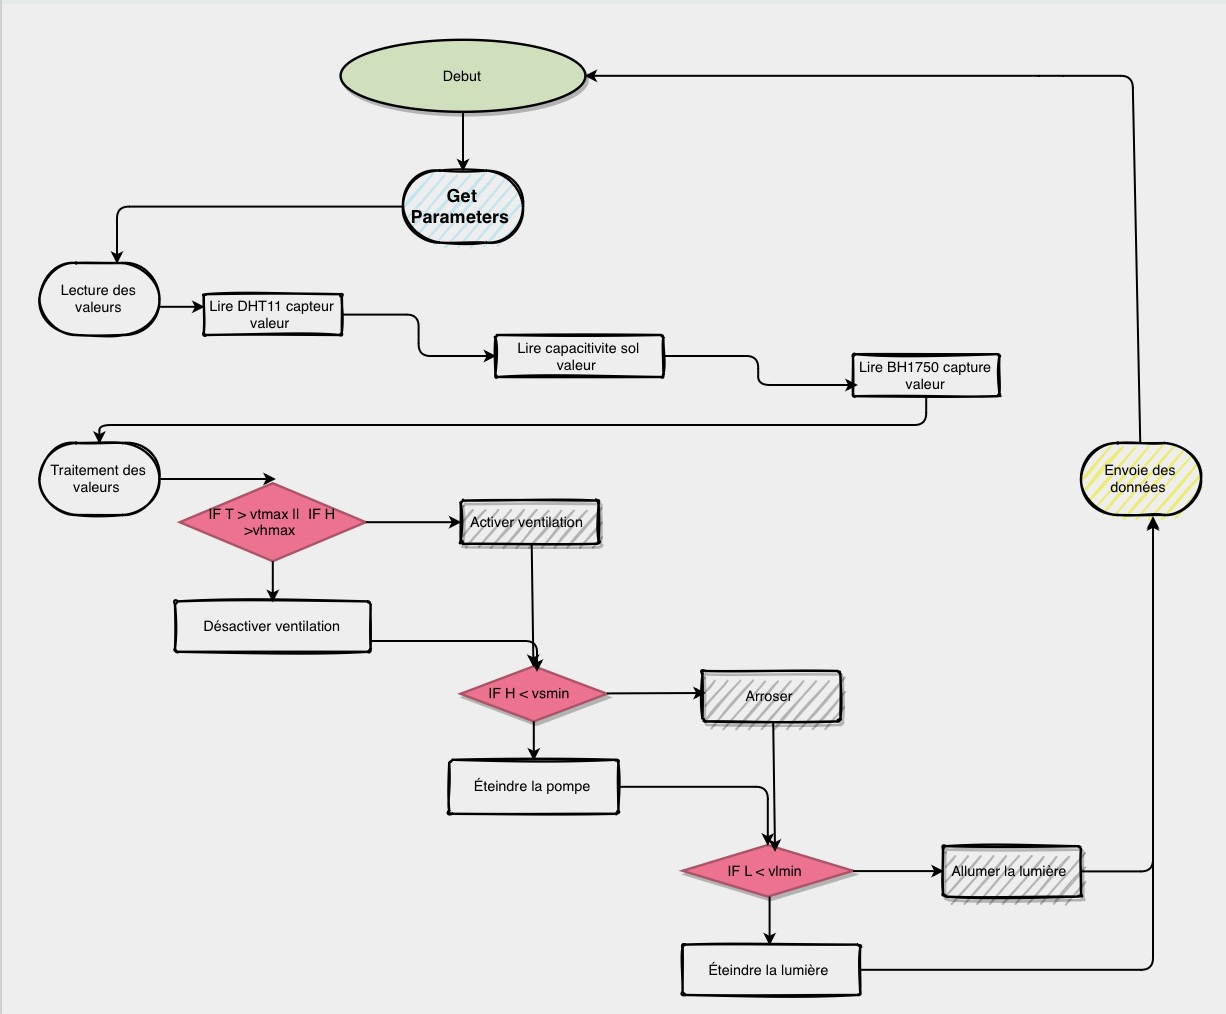 Debut
Get
Parameters
Lecture des
valeurs
Lire DHT11 capteur
valeur
Lire capacitivite sol
valeur
Lire BH1750 capture
valeur
Traitement des
valeurs
Envoie des
données
IF T > vtmax || IF H
>vhmax
Activer ventilation
Désactiver ventilation
IF H < vsmin
Arroser
Éteindre la pompe
IF L < vlmin
Allumer la lumière
Éteindre la lumière